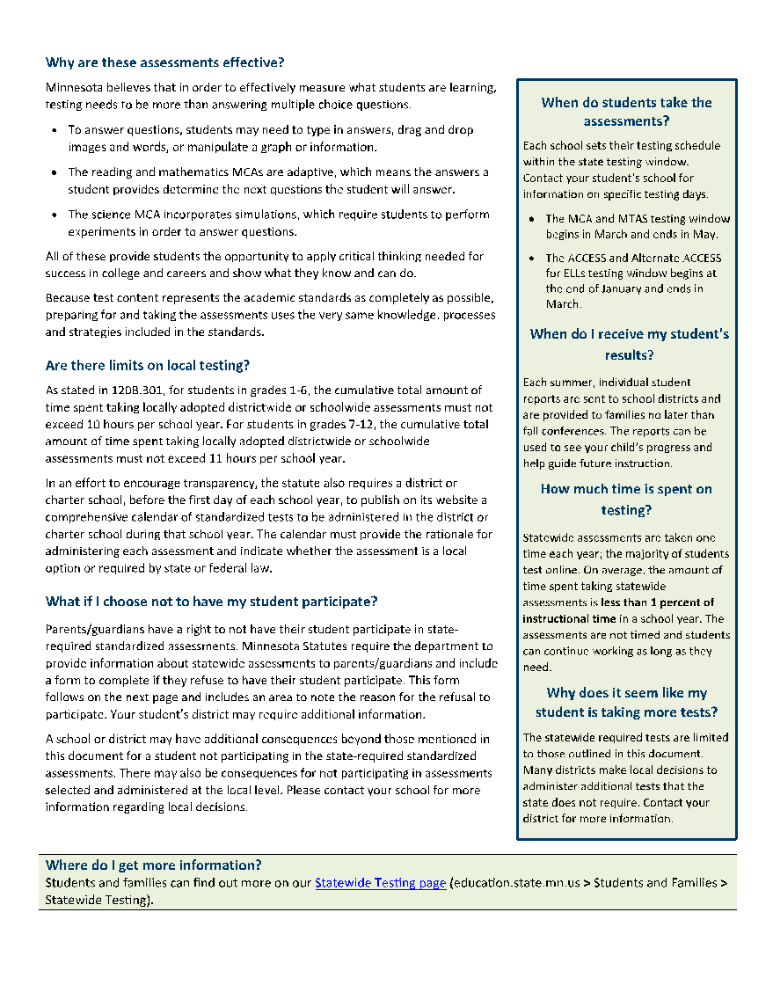 Why are these assessments effective?
Minnesota believes that in order to effectively measure what students are learning,
testing needs to be more than answering multiple choice questions.
• To answer questions, students may need to type in answers, drag and drop
images and words, or manipulate a graph or information.
• The reading and mathematics MCAs are adaptive, which means the answers a
student provides determine the next questions the student will answer.
• The science MCA incorporates simulations, which require students to perform
experiments in order to answer questions.
All of these provide students the opportunity to apply critical thinking needed for
success in college and careers and show what they know and can do.
Because test content represents the academic standards as completely as possible,
preparing for and taking the assessments uses the very same knowledge, processes
and strategies included in the standards.
Are there limits on local testing?
As stated in 120B.301, for students in grades 1-6, the cumulative total amount of
time spent taking locally adopted districtwide or schoolwide assessments must not
exceed 10 hours per school year. For students in grades 7-12, the cumulative total
amount of time spent taking locally adopted districtwide or schoolwide
assessments must not exceed 11 hours per school year.
In an effort to encourage transparency, the statute also requires a district or
charter school, before the first day of each school year, to publish on its website a
comprehensive calendar of standardized tests to be administered in the district or
charter school during that school year. The calendar must provide the rationale for
administering each assessment and indicate whether the assessment is a local
option or required by state or federal law.
What if I choose not to have my student participate?
Parents/guardians have a right to not have their student participate in state-
required standardized assessments. Minnesota Statutes require the department to
provide information about statewide assessments to parents/guardians and include
a form to complete if they refuse to have their student participate. This form
follows on the next page and includes an area to note the reason for the refusal to
participate. Your student's district may require additional information.
A school or district may have additional consequences beyond those mentioned in
this document for a student not participating in the state-required standardized
assessments. There may also be consequences for not participating in assessments
selected and administered at the local level. Please contact your school for more
information regarding local decisions.
When do students take the
assessments?
Each school sets their testing schedule
within the state testing window.
Contact your student's school for
information on specific testing days.
• The MCA and MTAS testing window
begins in March and ends in May.
• The ACCESS and Alternate ACCESS
for ELLs testing window begins at
the end of January and ends in
March.
When do I receive my student's
results?
Each summer, individual student
reports are sent to school districts and
are provided to families no later than
fall conferences. The reports can be
used to see your child's progress and
help guide future instruction.
How much time is spent on
testing?
Statewide assessments are taken one
time each year; the majority of students
test online. On average, the amount of
time spent taking statewide
assessments is less than 1 percent of
instructional time in a school year. The
assessments are not timed and students
can continue working as long as they
need.
Why does it seem like my
student is taking more tests?
The statewide required tests are limited
to those outlined in this document.
Many districts make local decisions to
administer additional tests that the
state does not require. Contact your
district for more information.
Where do I get more information?
Students and families can find out more on our Statewide Testing page (education.state.mn.us > Students and Families >
Statewide Testing).